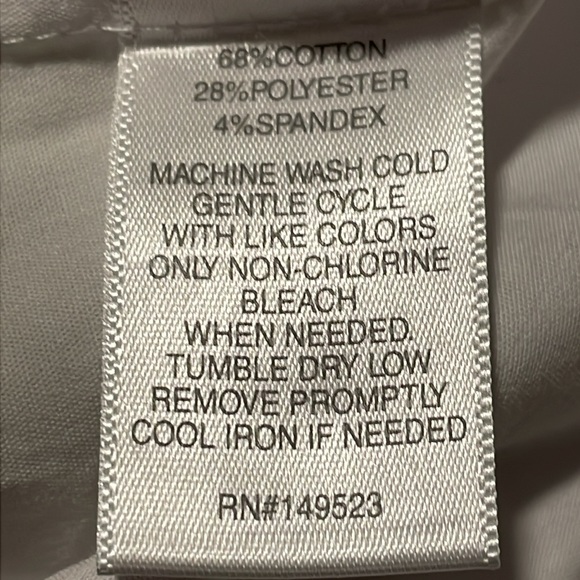 68%COTTON
28%POLYESTER
4%SPANDEX
MACHINE WASH COLD
GENTLE CYCLE
WITH LIKE COLORS
ONLY NON-CHLORINE
BLEACH
WHEN NEEDED.
TUMBLE DRY LOW
REMOVE PROMPTLY
COOL IRON IF NEEDED
RN#149523